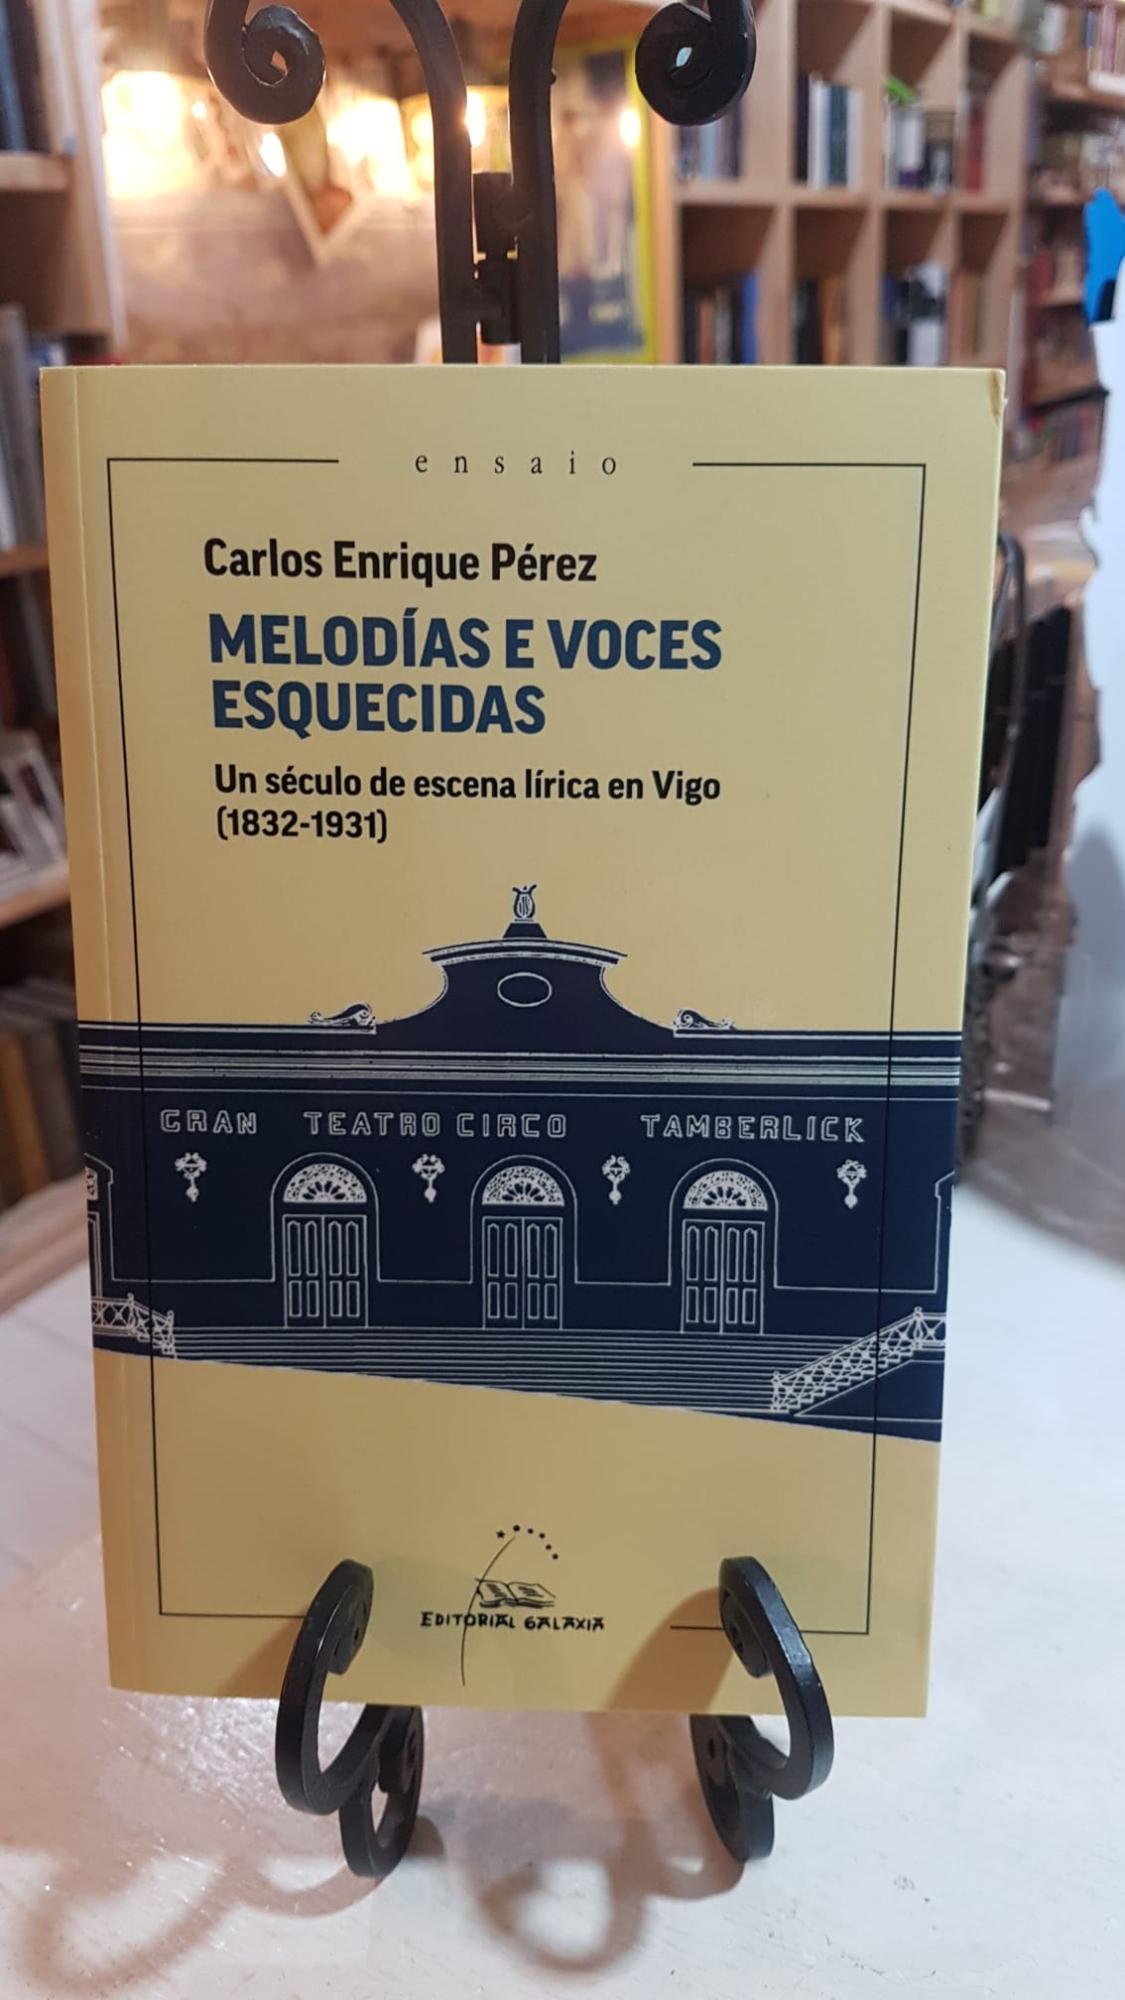 ensaio
Carlos Enrique Pérez
MELODÍAS E VOCES
ESQUECIDAS
Un século de escena lírica en Vigo
(1832-1931)
GRAN TEATRO CIRCO TAMBERLICK
EDITORIAL GALAXIA